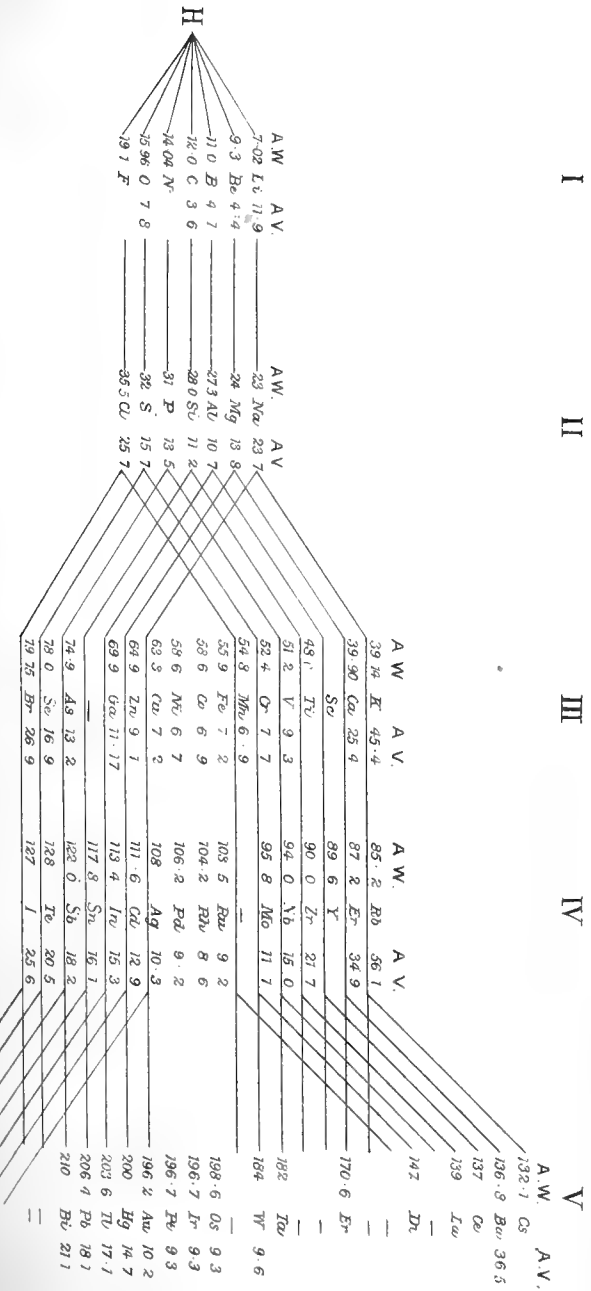 I II III IV V
H
A.W A.V.
7.02 Li 11.9
9.3 Be 4.4
11 0 B 4 1
12.0 C 3 6
14 04 N
15 96 O 7 8
19 1 F
A W. A V
23 Na 23 7
24 Mg 13 8
27 3 Al 10 7
28 0 Si 11 2
31 P 13 5
32 S 15 7
35 5 Cl 25 7
A W A V.
39 14 K 45.4
39.90 Ca 25 4
Sc
48 Ti
51.2 V 9 3
52.4 Cr 7 7
54 8 Mn 6.9
55.9 Fe 7 2
58 6 Co 6 9
58 6 Ni 6 7
63 3 Cu 7 2
64 9 Zn 9 1
69 9 Ga 11.17
—
74.9 As 13 2
78 0 Se 16 9
79 75 Br 26 9
A W. A V.
85.2 Rb 56 1
87 2 Er 34 9
89 6 Y
90 0 Zr 21 7
94 0 Nb 15 0
95 8 Mo 11 1
—
103 5 Ru 9 2
104.2 Rh 8 6
106.2 Pd 9.2
108 Ag 10.3
111.6 Cd 12 9
113 4 In 15 3
117 8 Sn 16 1
122 0 Sb 18 2
128 Te 20 5
127 I 25 6
A.W. A.V.
132.1 Cs
136.8 Ba 36 5
137 Ce
139 La
—
147 Di
—
—
170.6 Er
—
—
182 Ta
184 W 9.6
—
198.6 Os 9 3
196 7 Ir 9.3
196.7 Pt 9 3
196 2 Au 10 2
200 Hg 14 7
203 6 Tl 17.1
206 4 Pb 18 1
210 Bi 21 1
—
—